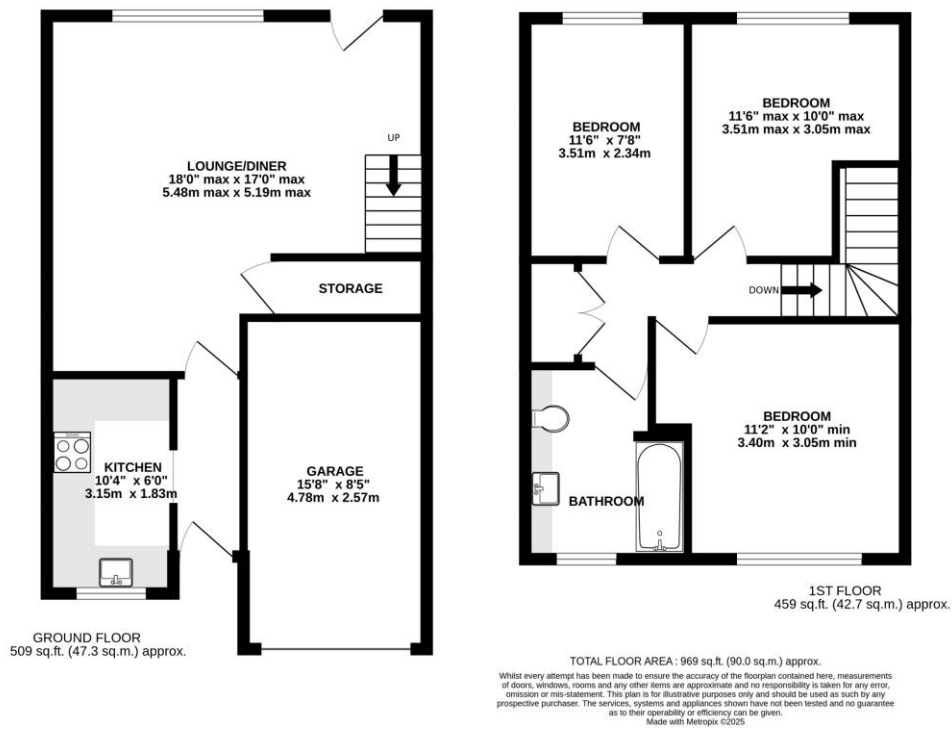 LOUNGE/DINER
18'0" max x 17'0" max
5.48m max x 5.19m max
UP
STORAGE
KITCHEN
10'4" x 6'0"
3.15m x 1.83m
GARAGE
15'8" x 8'5"
4.78m x 2.57m
GROUND FLOOR
509 sq.ft. (47.3 sq.m.) approx.
BEDROOM
11'6" x 7'8"
3.51m x 2.34m
BEDROOM
11'6" max x 10'0" max
3.51m max x 3.05m max
DOWN
BEDROOM
11'2" x 10'0" min
3.40m x 3.05m min
BATHROOM
1ST FLOOR
459 sq.ft. (42.7 sq.m.) approx.
TOTAL FLOOR AREA : 969 sq.ft. (90.0 sq.m.) approx.
Whilst every attempt has been made to ensure the accuracy of the floorplan contained here, measurements
of doors, windows, rooms and any other items are approximate and no responsibility is taken for any error,
omission or mis-statement. This plan is for illustrative purposes only and should be used as such by any
prospective purchaser. The services, systems and appliances shown have not been tested and no guarantee
as to their operability or efficiency can be given.
Made with Metropix ©2025